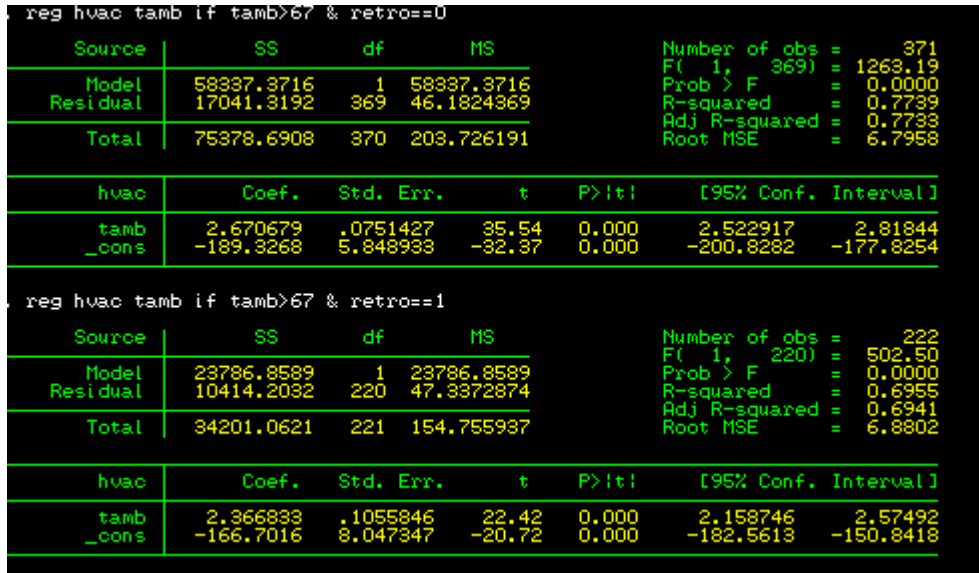 . reg hvac tamb if tamb>67 & retro==0
Source | SS df MS Number of obs = 371
F( 1, 369) = 1263.19
Model | 58337.3716 1 58337.3716 Prob > F = 0.0000
Residual | 17041.3192 369 46.1824369 R-squared = 0.7739
Adj R-squared = 0.7733
Total | 75378.6908 370 203.726191 Root MSE = 6.7958
hvac | Coef. Std. Err. t P>|t| [95% Conf. Interval]
tamb | 2.670679 .0751427 35.54 0.000 2.522917 2.81844
_cons | -189.3268 5.848933 -32.37 0.000 -200.8282 -177.8254
. reg hvac tamb if tamb>67 & retro==1
Source | SS df MS Number of obs = 222
F( 1, 220) = 502.50
Model | 23786.8589 1 23786.8589 Prob > F = 0.0000
Residual | 10414.2032 220 47.3372874 R-squared = 0.6955
Adj R-squared = 0.6941
Total | 34201.0621 221 154.755937 Root MSE = 6.8802
hvac | Coef. Std. Err. t P>|t| [95% Conf. Interval]
tamb | 2.366833 .1055846 22.42 0.000 2.158746 2.57492
_cons | -166.7016 8.047347 -20.72 0.000 -182.5613 -150.8418